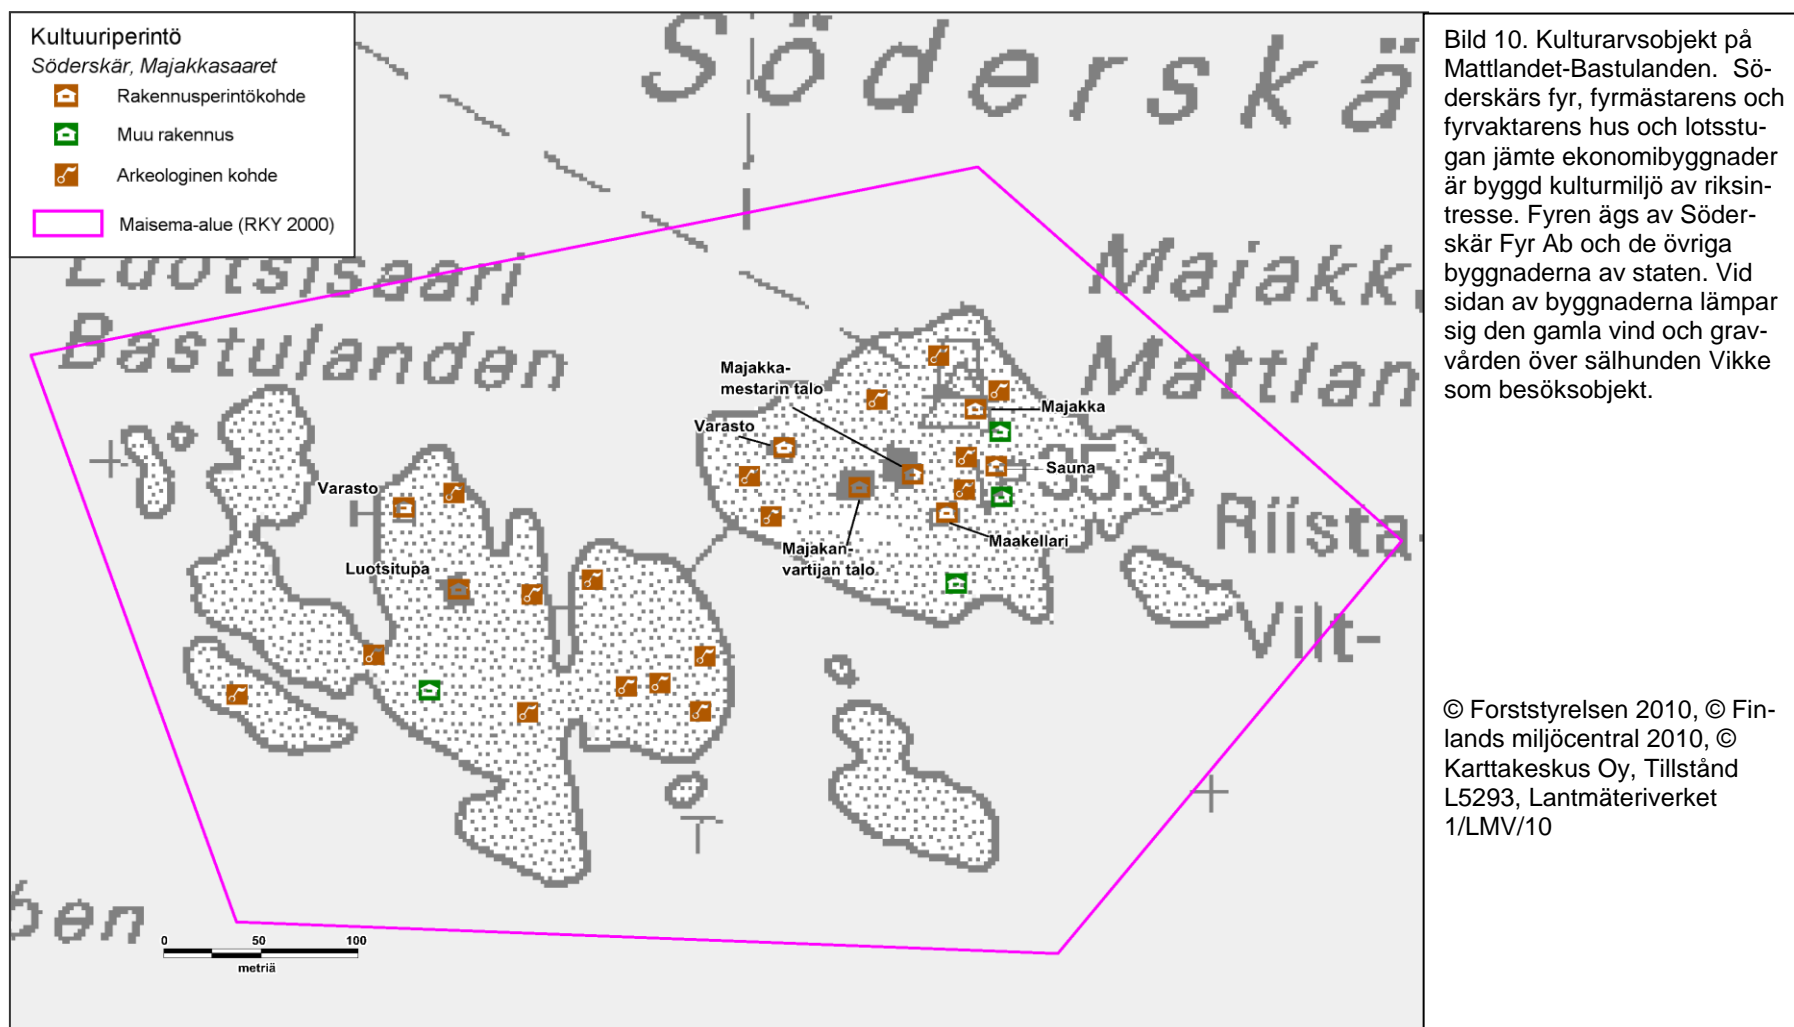 Kultuuriperintö
Söderskär, Majakkasaaret
Rakennusperintökohde
Muu rakennus
Arkeologinen kohde
Maisema-alue (RKY 2000)
Söderskä
Luotsisaari
Bastulanden
Majakk
Mattlan
Majakka-
mestarin talo
Majakka
Varasto
Sauna
35.3
Varasto
Riista
Maakellari
Majakan-
vartijan talo
Luotsitupa
Vilt-
ben
0 50 100
metriä
Bild 10. Kulturarvsobjekt på
Mattlandet-Bastulanden. Sö-
derskärs fyr, fyrmästarens och
fyrvaktarens hus och lotsstu-
gan jämte ekonomibyggnader
är byggd kulturmiljö av riksin-
tresse. Fyren ägs av Söder-
skär Fyr Ab och de övriga
byggnaderna av staten. Vid
sidan av byggnaderna lämpar
sig den gamla vind och grav-
vården över sälhunden Vikke
som besöksobjekt.
© Forststyrelsen 2010, © Fin-
lands miljöcentral 2010, ©
Karttakeskus Oy, Tillstånd
L5293, Lantmäteriverket
1/LMV/10